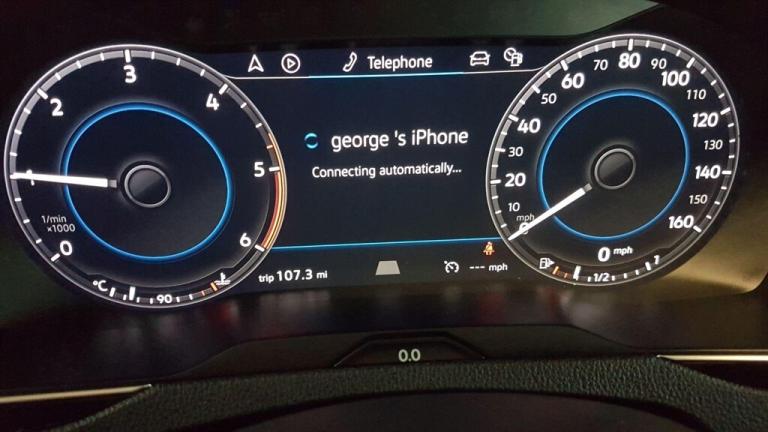 Telephone
george 's iPhone
Connecting automatically...
3
2
4
5
1
1/min
x1000
0
6
°C
90
trip 107.3 mi
--- mph
80
70
90
60
100
50
110
40
120
30
130
20
140
10
150
mph
0
160
0 mph
1/2
1
0.0